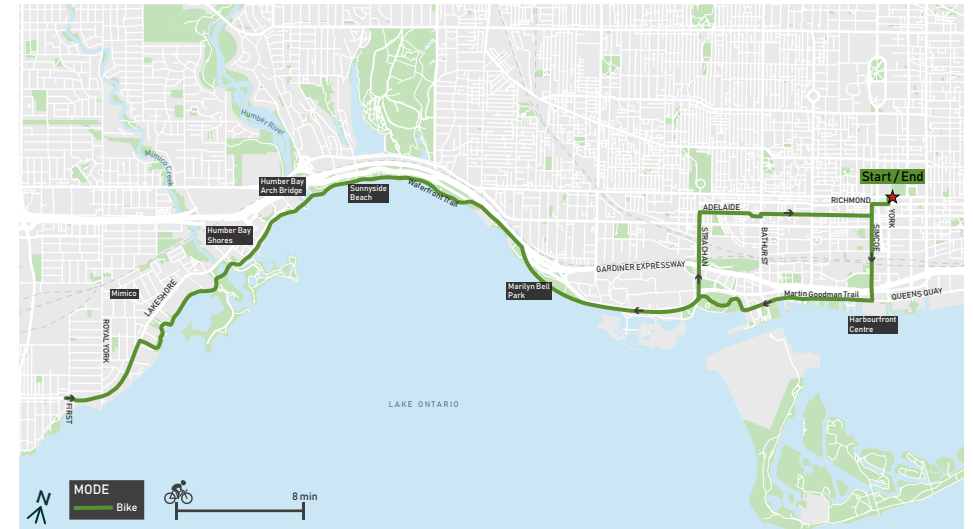 Humber River
Mimico Creek
Humber Bay
Arch Bridge
Sunnyside
Beach
Waterfront Trail
Start/End
RICHMOND
YORK
ADELAIDE
SIMCOE
STRACHAN
BATHURST
Humber Bay
Shores
GARDINER EXPRESSWAY
Mimico
LAKESHORE
Marilyn Bell
Park
Martin Goodman Trail
QUEENS QUAY
Harbourfront
Centre
ROYAL YORK
FIRST
LAKE ONTARIO
N
MODE
Bike
8 min